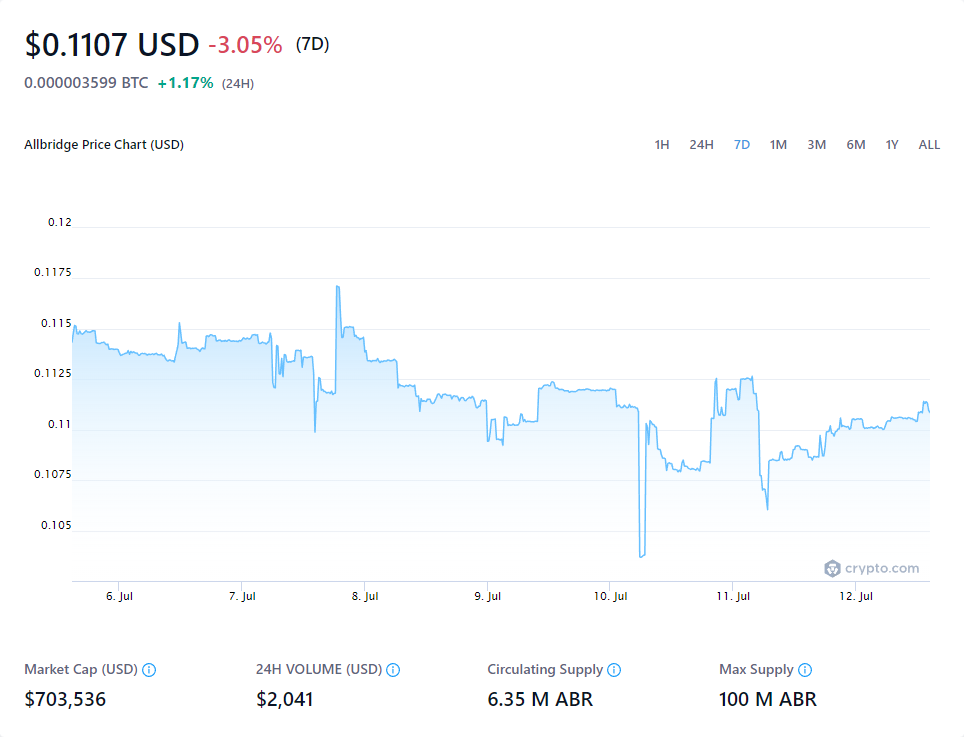 $0.1107 USD -3.05% (7D)
0.000003599 BTC +1.17% (24H)
Allbridge Price Chart (USD) 1H 24H 7D 1M 3M 6M 1Y ALL
0.12
0.1175
0.115
0.1125
0.11
0.1075
0.105
crypto.com
6. Jul 7. Jul 8. Jul 9. Jul 10. Jul 11. Jul 12. Jul
Market Cap (USD) 24H VOLUME (USD) Circulating Supply Max Supply
$703,536 $2,041 6.35 M ABR 100 M ABR